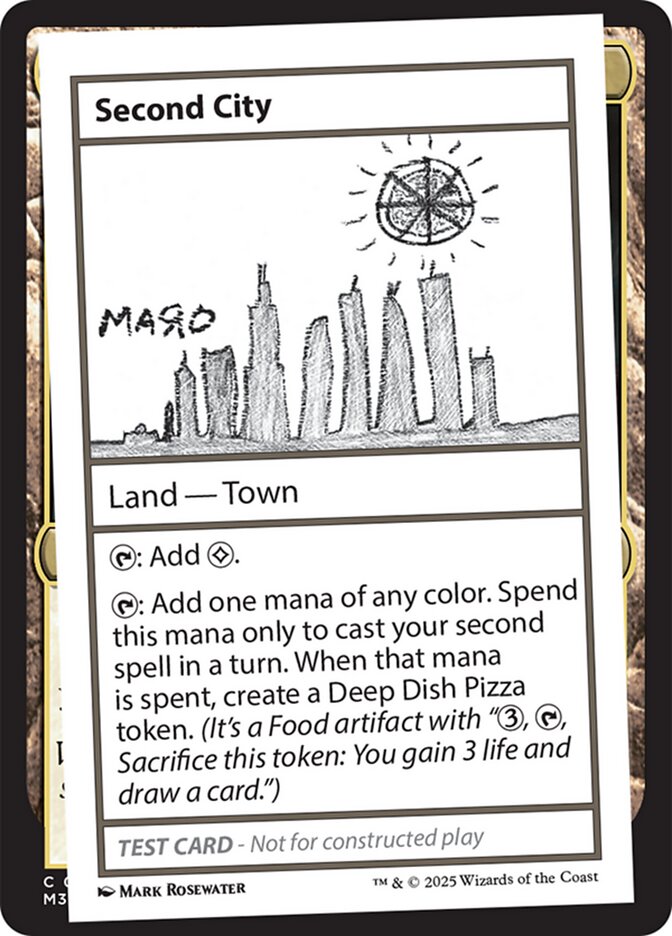 Second City
MAЯO
Land — Town
: Add .
: Add one mana of any color. Spend
this mana only to cast your second
spell in a turn. When that mana
is spent, create a Deep Dish Pizza
token. (It's a Food artifact with “3, ,
Sacrifice this token: You gain 3 life and
draw a card.”)
TEST CARD - Not for constructed play
MARK ROSEWATER
™ & © 2025 Wizards of the Coast
C
M3